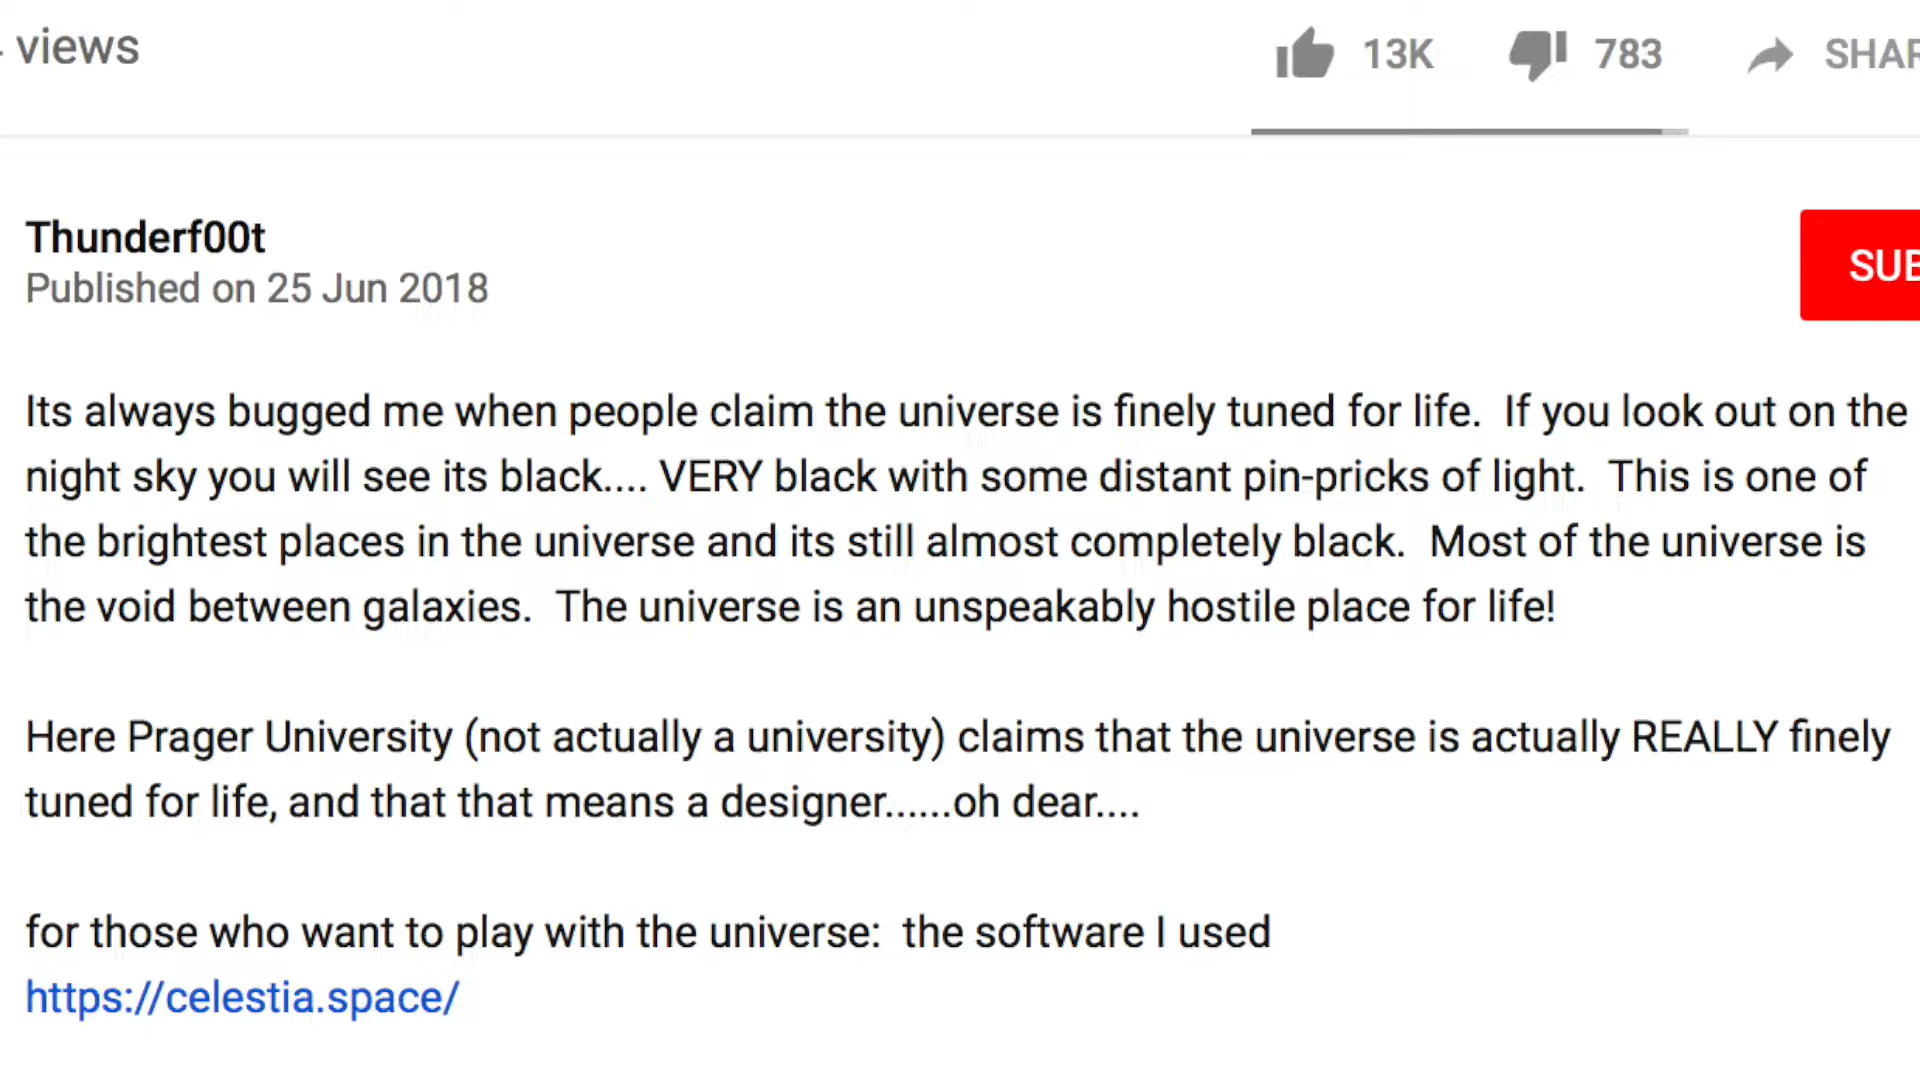 views
13K
783
Thunderf00t
Published on 25 Jun 2018
Its always bugged me when people claim the universe is finely tuned for life.  If you look out on the
night sky you will see its black.... VERY black with some distant pin-pricks of light.  This is one of
the brightest places in the universe and its still almost completely black.  Most of the universe is
the void between galaxies.  The universe is an unspeakably hostile place for life!
Here Prager University (not actually a university) claims that the universe is actually REALLY finely
tuned for life, and that that means a designer......oh dear....
for those who want to play with the universe:  the software I used
https://celestia.space/